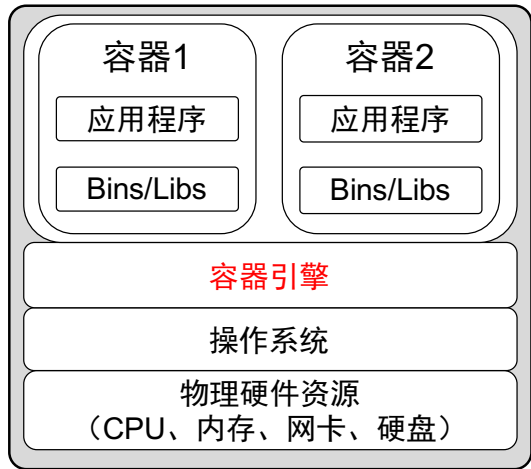 容器1
应用程序
Bins/Libs
容器2
应用程序
Bins/Libs
容器引擎
操作系统
物理硬件资源
（CPU、内存、网卡、硬盘）